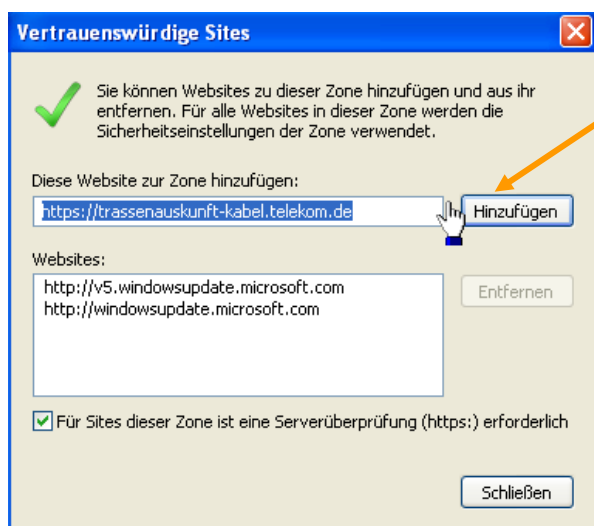 Vertrauenswürdige Sites
Sie können Websites zu dieser Zone hinzufügen und aus ihr
entfernen. Für alle Websites in dieser Zone werden die
Sicherheitseinstellungen der Zone verwendet.
Diese Website zur Zone hinzufügen:
https://trassenauskunft-kabel.telekom.de
Hinzufügen
Websites:
http://v5.windowsupdate.microsoft.com
http://windowsupdate.microsoft.com
Entfernen
Für Sites dieser Zone ist eine Serverüberprüfung (https:) erforderlich
Schließen